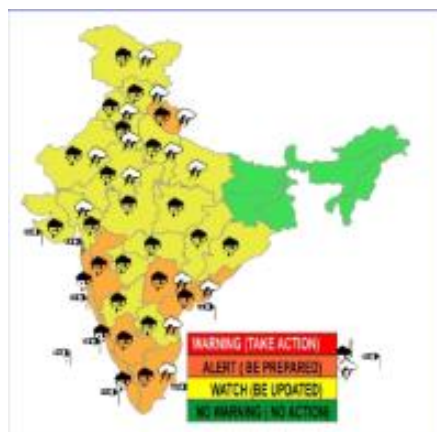 WARNING (TAKE ACTION)
ALERT ( BE PREPARED)
WATCH (BE UPDATED)
NO WARNING ( NO ACTION)